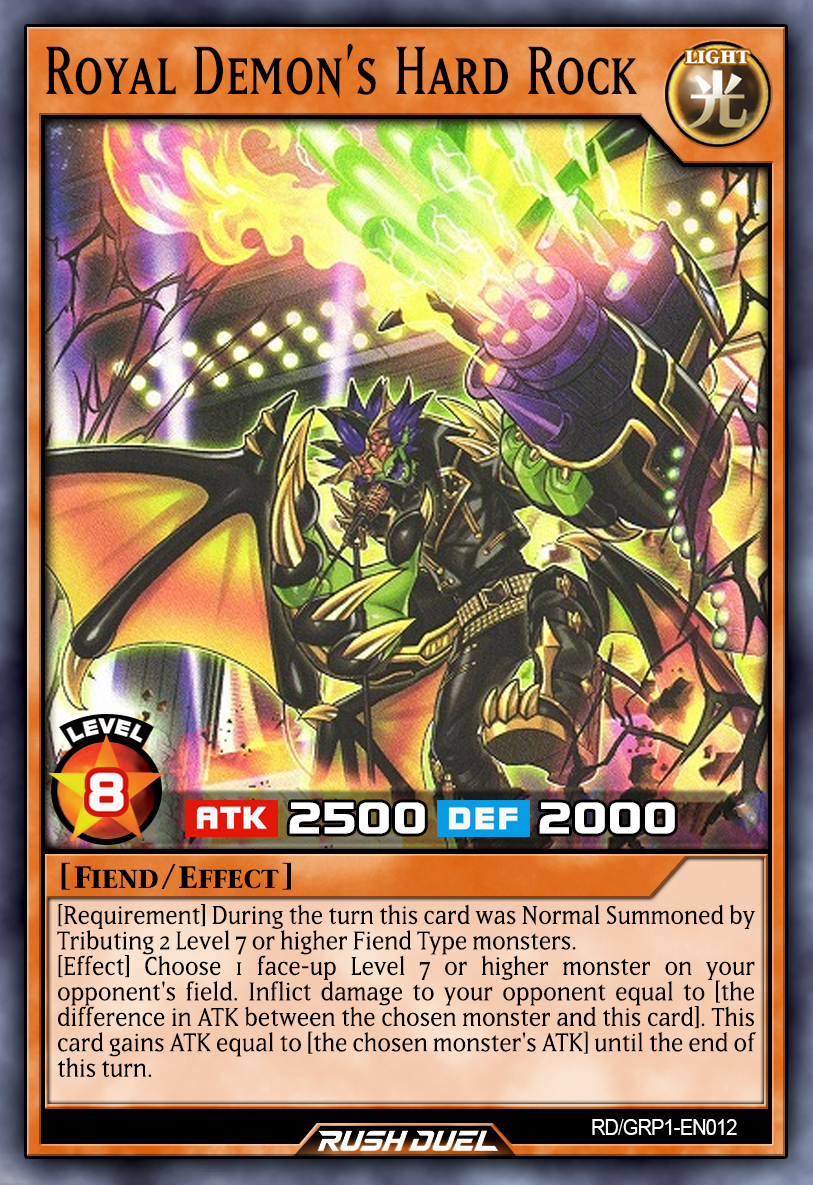 Royal Demon's Hard Rock
LIGHT
光
LEVEL
8
ATK 2500 DEF 2000
[Fiend/Effect]
[Requirement] During the turn this card was Normal Summoned by
Tributing 2 Level 7 or higher Fiend Type monsters.
[Effect] Choose 1 face-up Level 7 or higher monster on your
opponent's field. Inflict damage to your opponent equal to [the
difference in ATK between the chosen monster and this card]. This
card gains ATK equal to [the chosen monster's ATK] until the end of
this turn.
RUSH DUEL
RD/GRP1-EN012